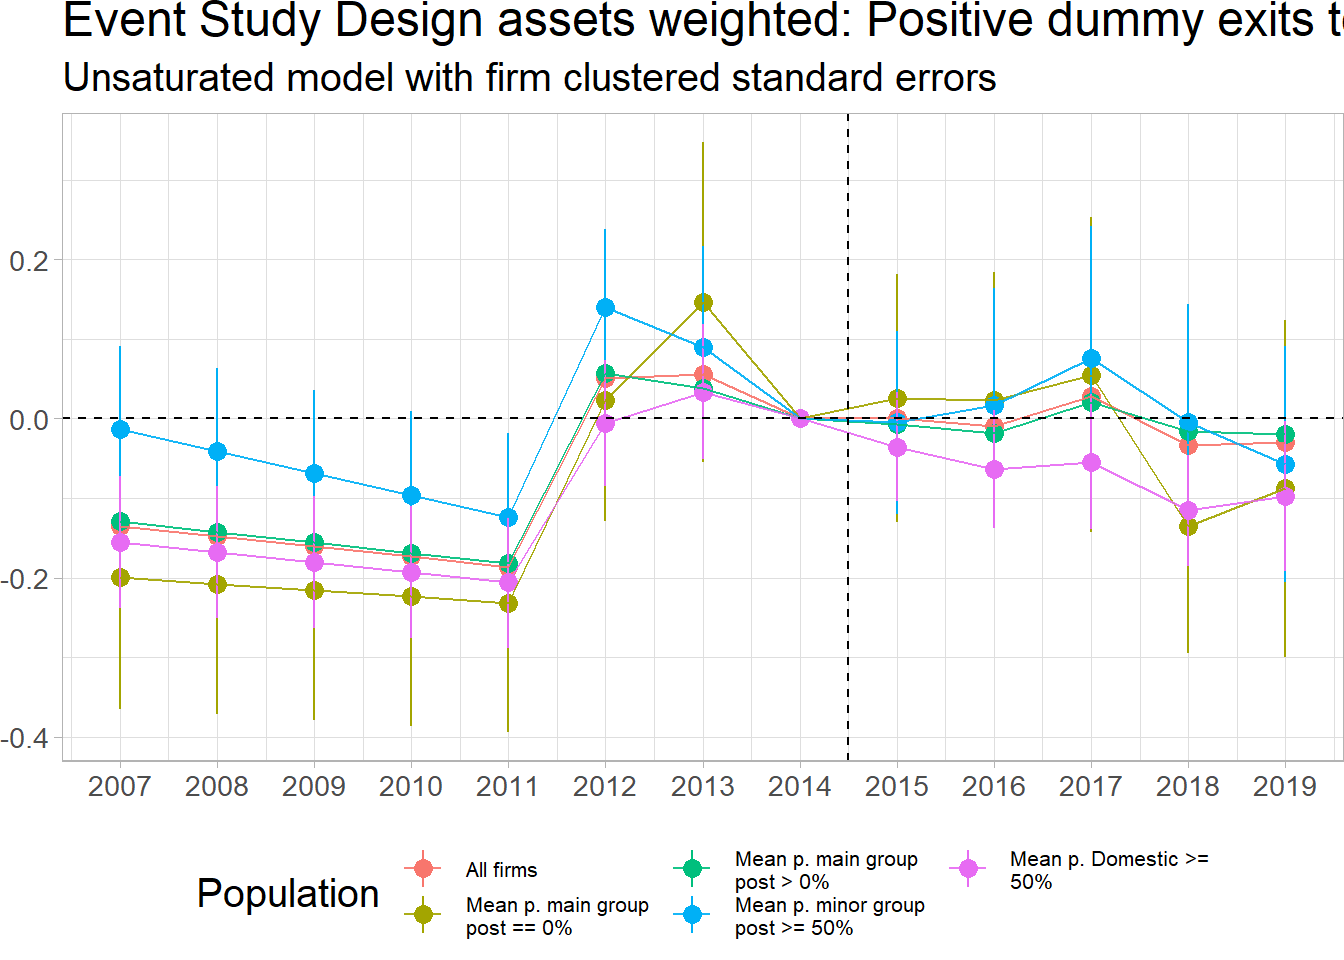 Event Study Design assets weighted: Positive dummy exits
Unsaturated model with firm clustered standard errors
0.2
0.0
-0.2
-0.4
2007 2008 2009 2010 2011 2012 2013 2014 2015 2016 2017 2018 2019
Population
All firms
Mean p. main group
post == 0%
Mean p. main group
post > 0%
Mean p. minor group
post >= 50%
Mean p. Domestic >=
50%